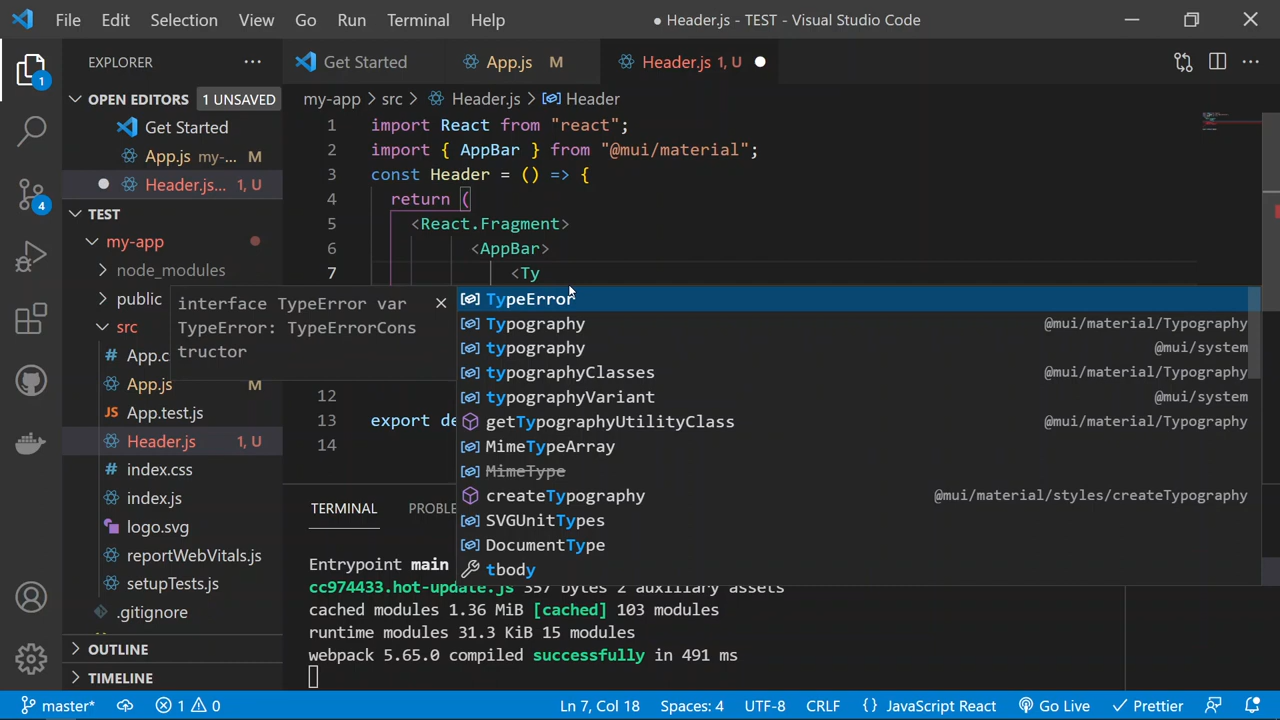 File Edit Selection View Go Run Terminal Help
● Header.js - TEST - Visual Studio Code
EXPLORER
Get Started
App.js M
Header.js 1, U
OPEN EDITORS 1 UNSAVED
Get Started
App.js my-... M
Header.js... 1, U
TEST
my-app
node_modules
public
src
App.c
App.js M
App.test.js
Header.js 1, U
index.css
index.js
logo.svg
reportWebVitals.js
setupTests.js
.gitignore
OUTLINE
TIMELINE
1
4
my-app > src > Header.js > Header
1 import React from "react";
2 import { AppBar } from "@mui/material";
3 const Header = () => {
4 return (
5 <React.Fragment>
6 <AppBar>
7 <Ty
12
13 export de
14
interface TypeError var
TypeError: TypeErrorCons
tructor
TypeError
Typography @mui/material/Typography
typography @mui/system
typographyClasses @mui/material/Typography
typographyVariant @mui/system
getTypographyUtilityClass @mui/material/Typography
MimeTypeArray
MimeType
createTypography @mui/material/styles/createTypography
SVGUnitTypes
DocumentType
tbody
TERMINAL PROBLE
Entrypoint main
cc974433.hot-update.js 357 bytes 2 auxiliary assets
cached modules 1.36 MiB [cached] 103 modules
runtime modules 31.3 KiB 15 modules
webpack 5.65.0 compiled successfully in 491 ms
master* 1 0 Ln 7, Col 18 Spaces: 4 UTF-8 CRLF {} JavaScript React Go Live Prettier